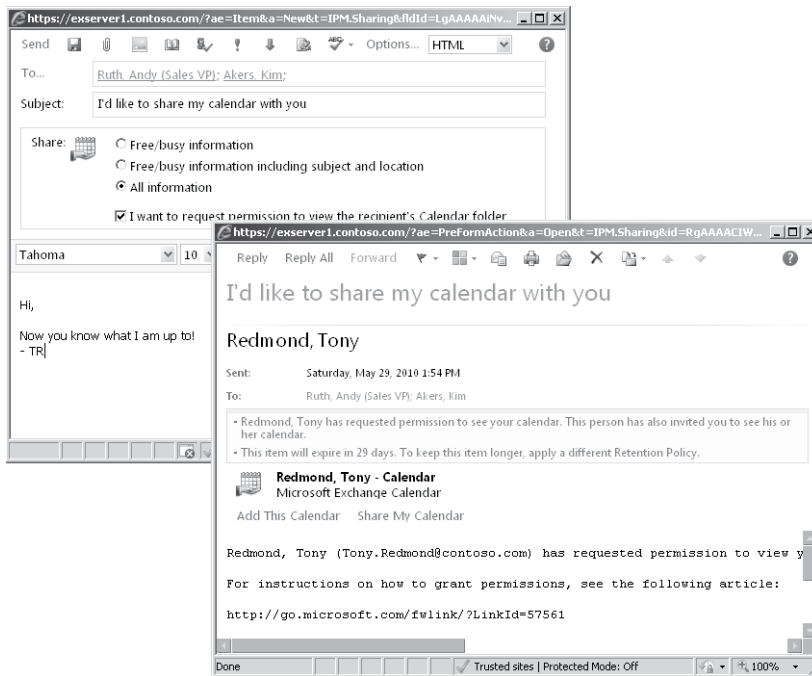 https://exserver1.contoso.com/?ae=Item&a=New&t=IPM.Sharing&fldId=LgAAAAAiNv...
Send Options... HTML
To... Ruth, Andy (Sales VP); Akers, Kim;
Subject: I'd like to share my calendar with you
Share: Free/busy information
Free/busy information including subject and location
All information
I want to request permission to view the recipient's Calendar folder
Tahoma 10
Hi,
Now you know what I am up to!
- TR
https://exserver1.contoso.com/?ae=PreFormAction&a=Open&t=IPM.Sharing&id=RgAAAACIW...
Reply Reply All Forward
I'd like to share my calendar with you
Redmond, Tony
Sent: Saturday, May 29, 2010 1:54 PM
To: Ruth, Andy (Sales VP); Akers, Kim
- Redmond, Tony has requested permission to see your calendar. This person has also invited you to see his or
her calendar.
- This item will expire in 29 days. To keep this item longer, apply a different Retention Policy.
Redmond, Tony - Calendar
Microsoft Exchange Calendar
Add This Calendar Share My Calendar
Redmond, Tony (Tony.Redmond@contoso.com) has requested permission to view y
For instructions on how to grant permissions, see the following article:
http://go.microsoft.com/fwlink/?LinkId=57561
Done Trusted sites | Protected Mode: Off 100%